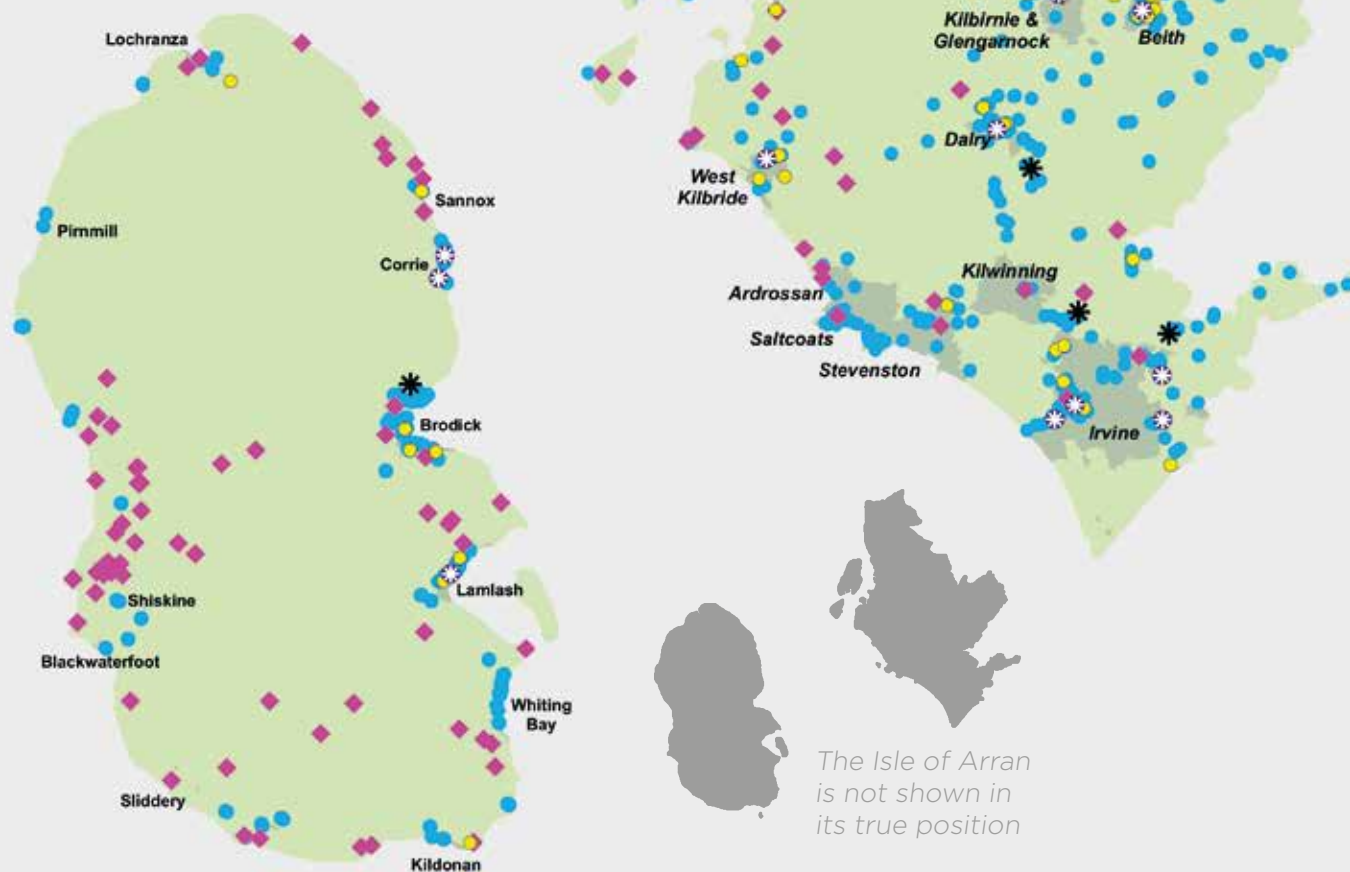 Lochranza
Sannox
Pirnmill
Corrie
Brodick
Lamlash
Shiskine
Blackwaterfoot
Whiting
Bay
Sliddery
Kildonan
Kilbirnie &
Glengarnock
Beith
Dalry
West
Kilbride
Kilwinning
Ardrossan
Saltcoats
Stevenston
Irvine
The Isle of Arran
is not shown in
its true position